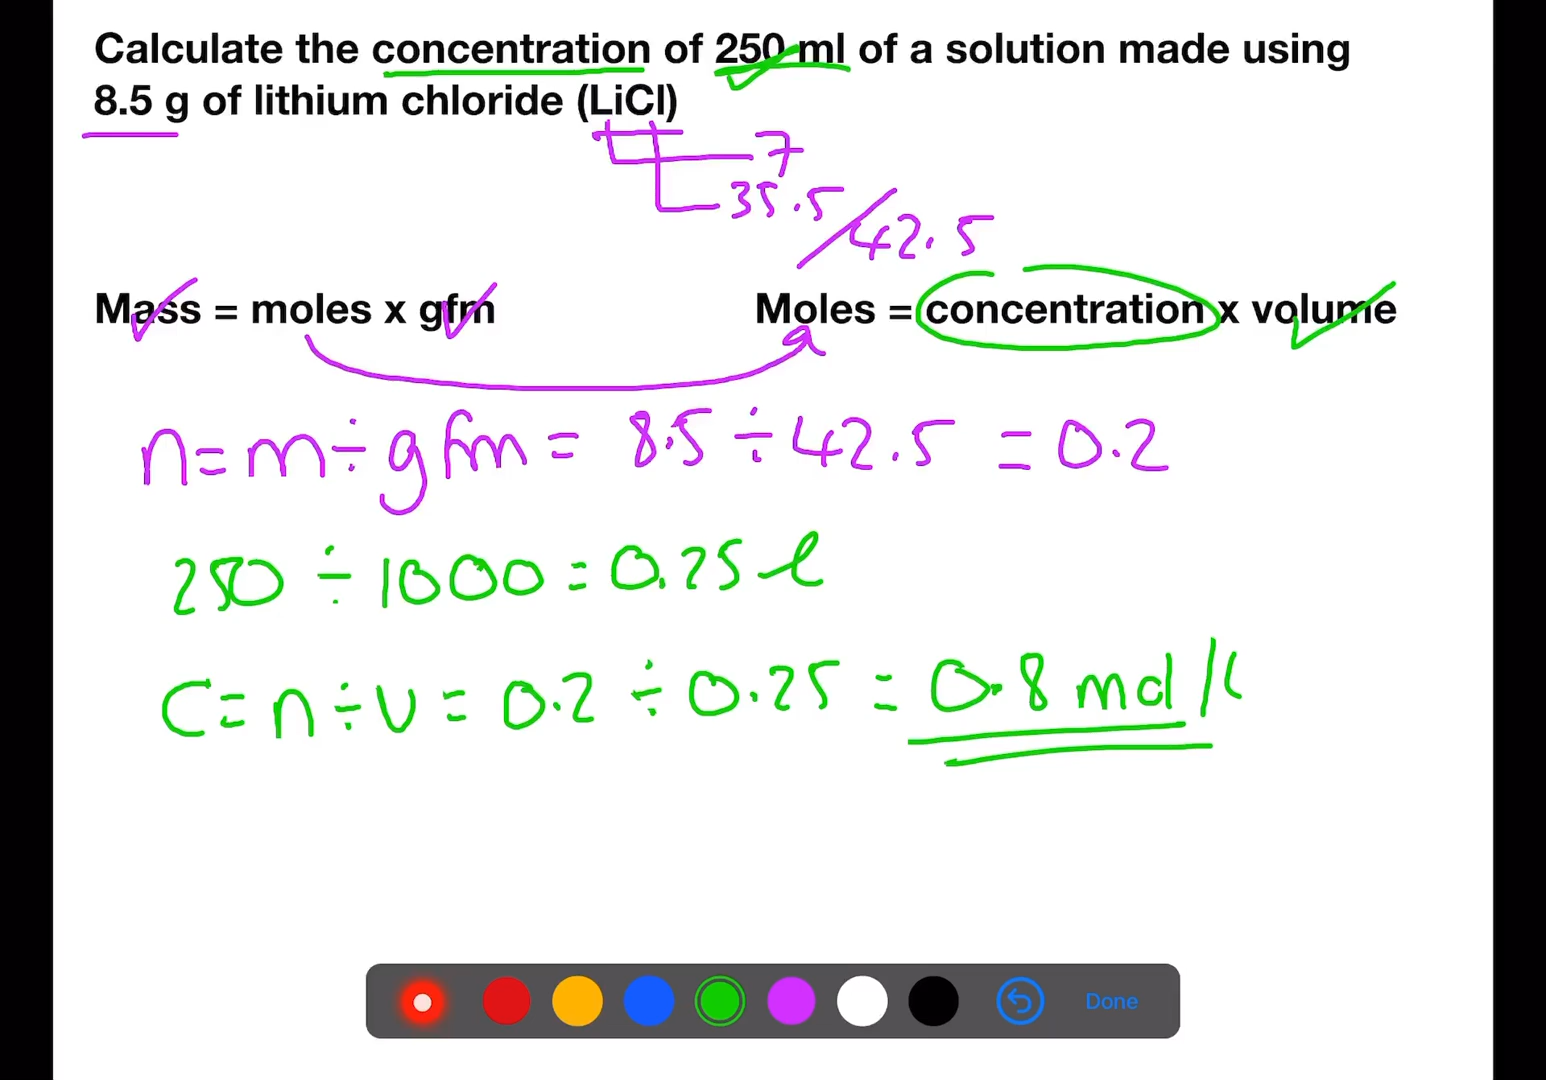 Calculate the concentration of 250 ml of a solution made using
8.5 g of lithium chloride (LiCl)
7
35.5
42.5
Mass = moles x gfm
Moles = concentration x volume
n=m÷gfm = 8.5 ÷ 42.5 = 0.2
250 ÷ 1000 = 0.25 l
C=n÷v = 0.2 ÷ 0.25 = 0.8 mol/l
Done